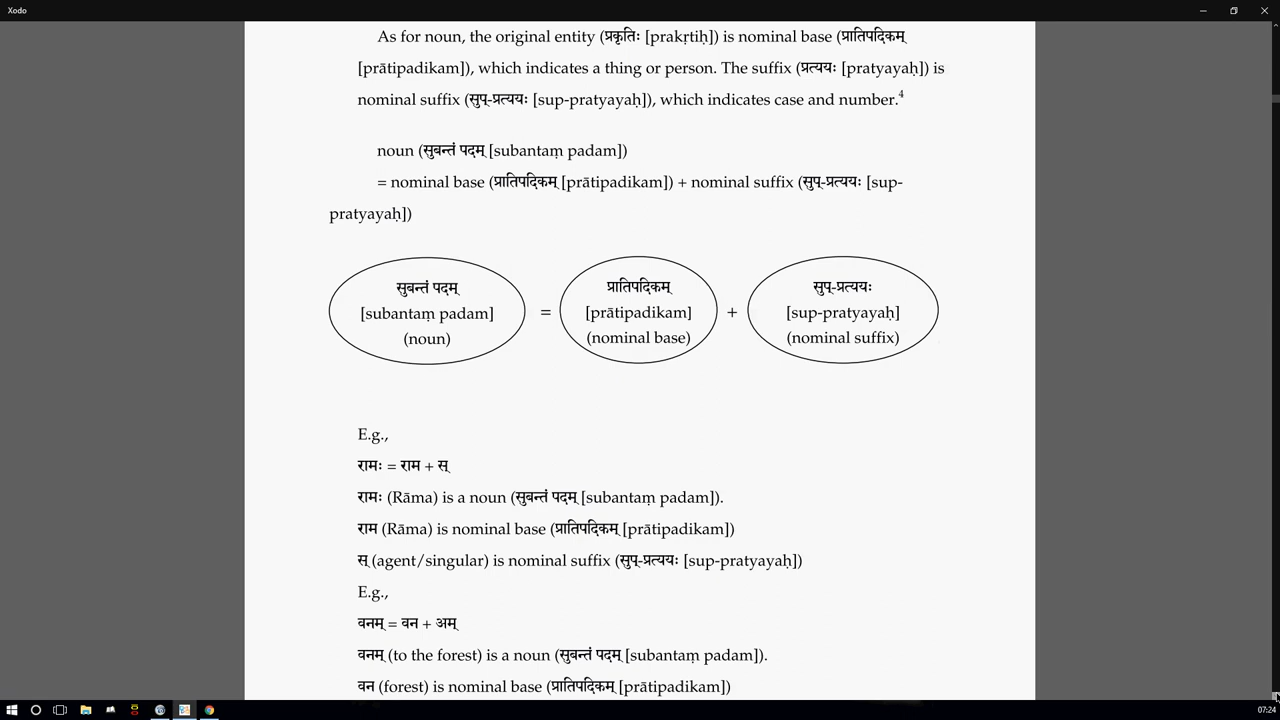 Xodo
As for noun, the original entity (प्रकृतिः [prakṛtiḥ]) is nominal base (प्रातिपदिकम्
[prātipadikam]), which indicates a thing or person. The suffix (प्रत्ययः [pratyayaḥ]) is
nominal suffix (सुप्-प्रत्ययः [sup-pratyayaḥ]), which indicates case and number.4
noun (सुबन्तं पदम् [subantaṃ padam])
= nominal base (प्रातिपदिकम् [prātipadikam]) + nominal suffix (सुप्-प्रत्ययः [sup-
pratyayaḥ])
सुबन्तं पदम्
[subantaṃ padam]
(noun)
=
प्रातिपदिकम्
[prātipadikam]
(nominal base)
+
सुप्-प्रत्ययः
[sup-pratyayaḥ]
(nominal suffix)
E.g.,
रामः = राम + स्
रामः (Rāma) is a noun (सुबन्तं पदम् [subantaṃ padam]).
राम (Rāma) is nominal base (प्रातिपदिकम् [prātipadikam])
स् (agent/singular) is nominal suffix (सुप्-प्रत्ययः [sup-pratyayaḥ])
E.g.,
वनम् = वन + अम्
वनम् (to the forest) is a noun (सुबन्तं पदम् [subantaṃ padam]).
वन (forest) is nominal base (प्रातिपदिकम् [prātipadikam])
07:24